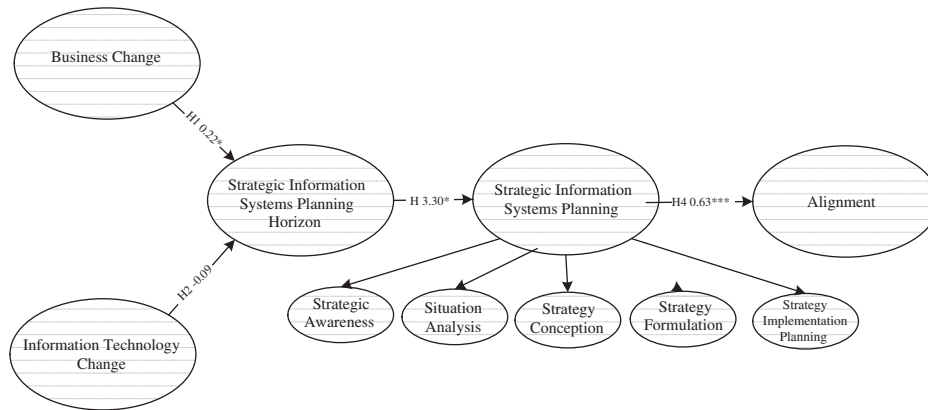 Business Change
H1 0.22*
Strategic Information
Systems Planning
Horizon
H 3.30*
Strategic Information
Systems Planning
H4 0.63***
Alignment
H2 -0.09
Information Technology
Change
Strategic
Awareness
Situation
Analysis
Strategy
Conception
Strategy
Formulation
Strategy
Implementation
Planning